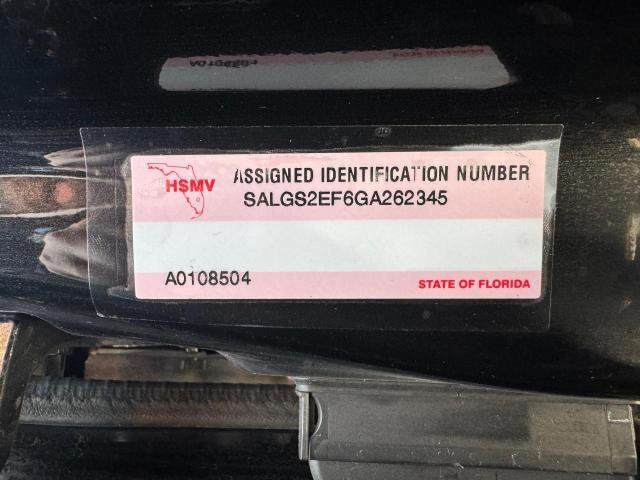 ASSIGNED IDENTIFICATION NUMBER
HSMV
SALGS2EF6GA262345
A0108504
STATE OF FLORIDA